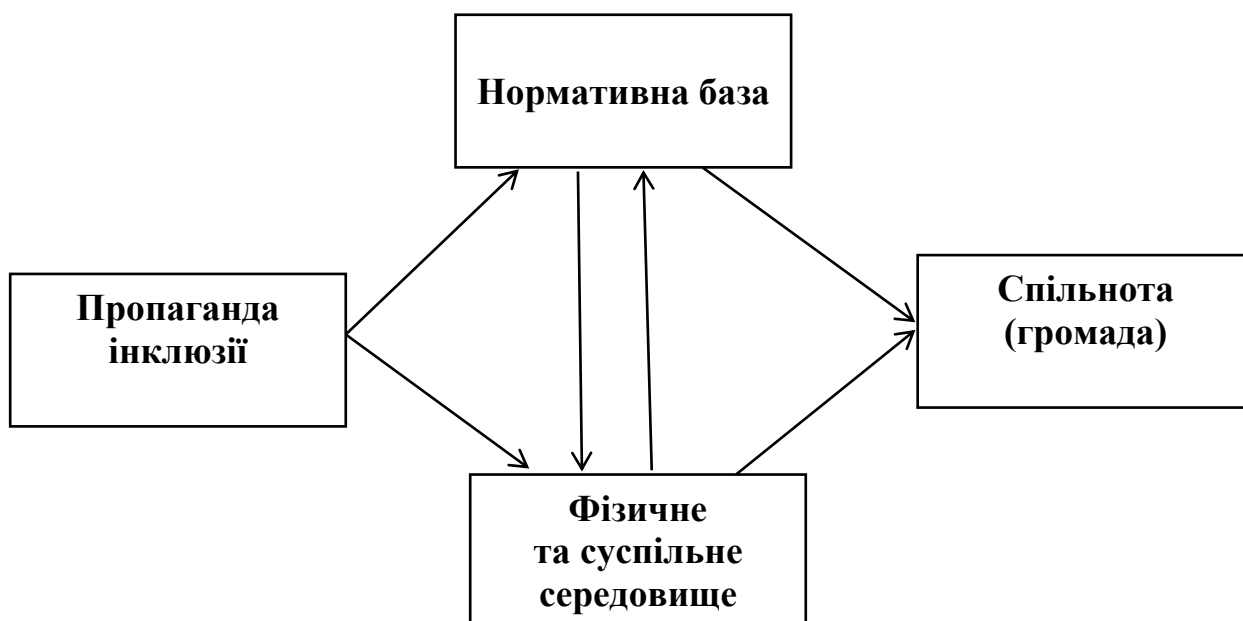 Нормативна база
Пропаганда
інклюзії
Спільнота
(громада)
Фізичне
та суспільне
середовище